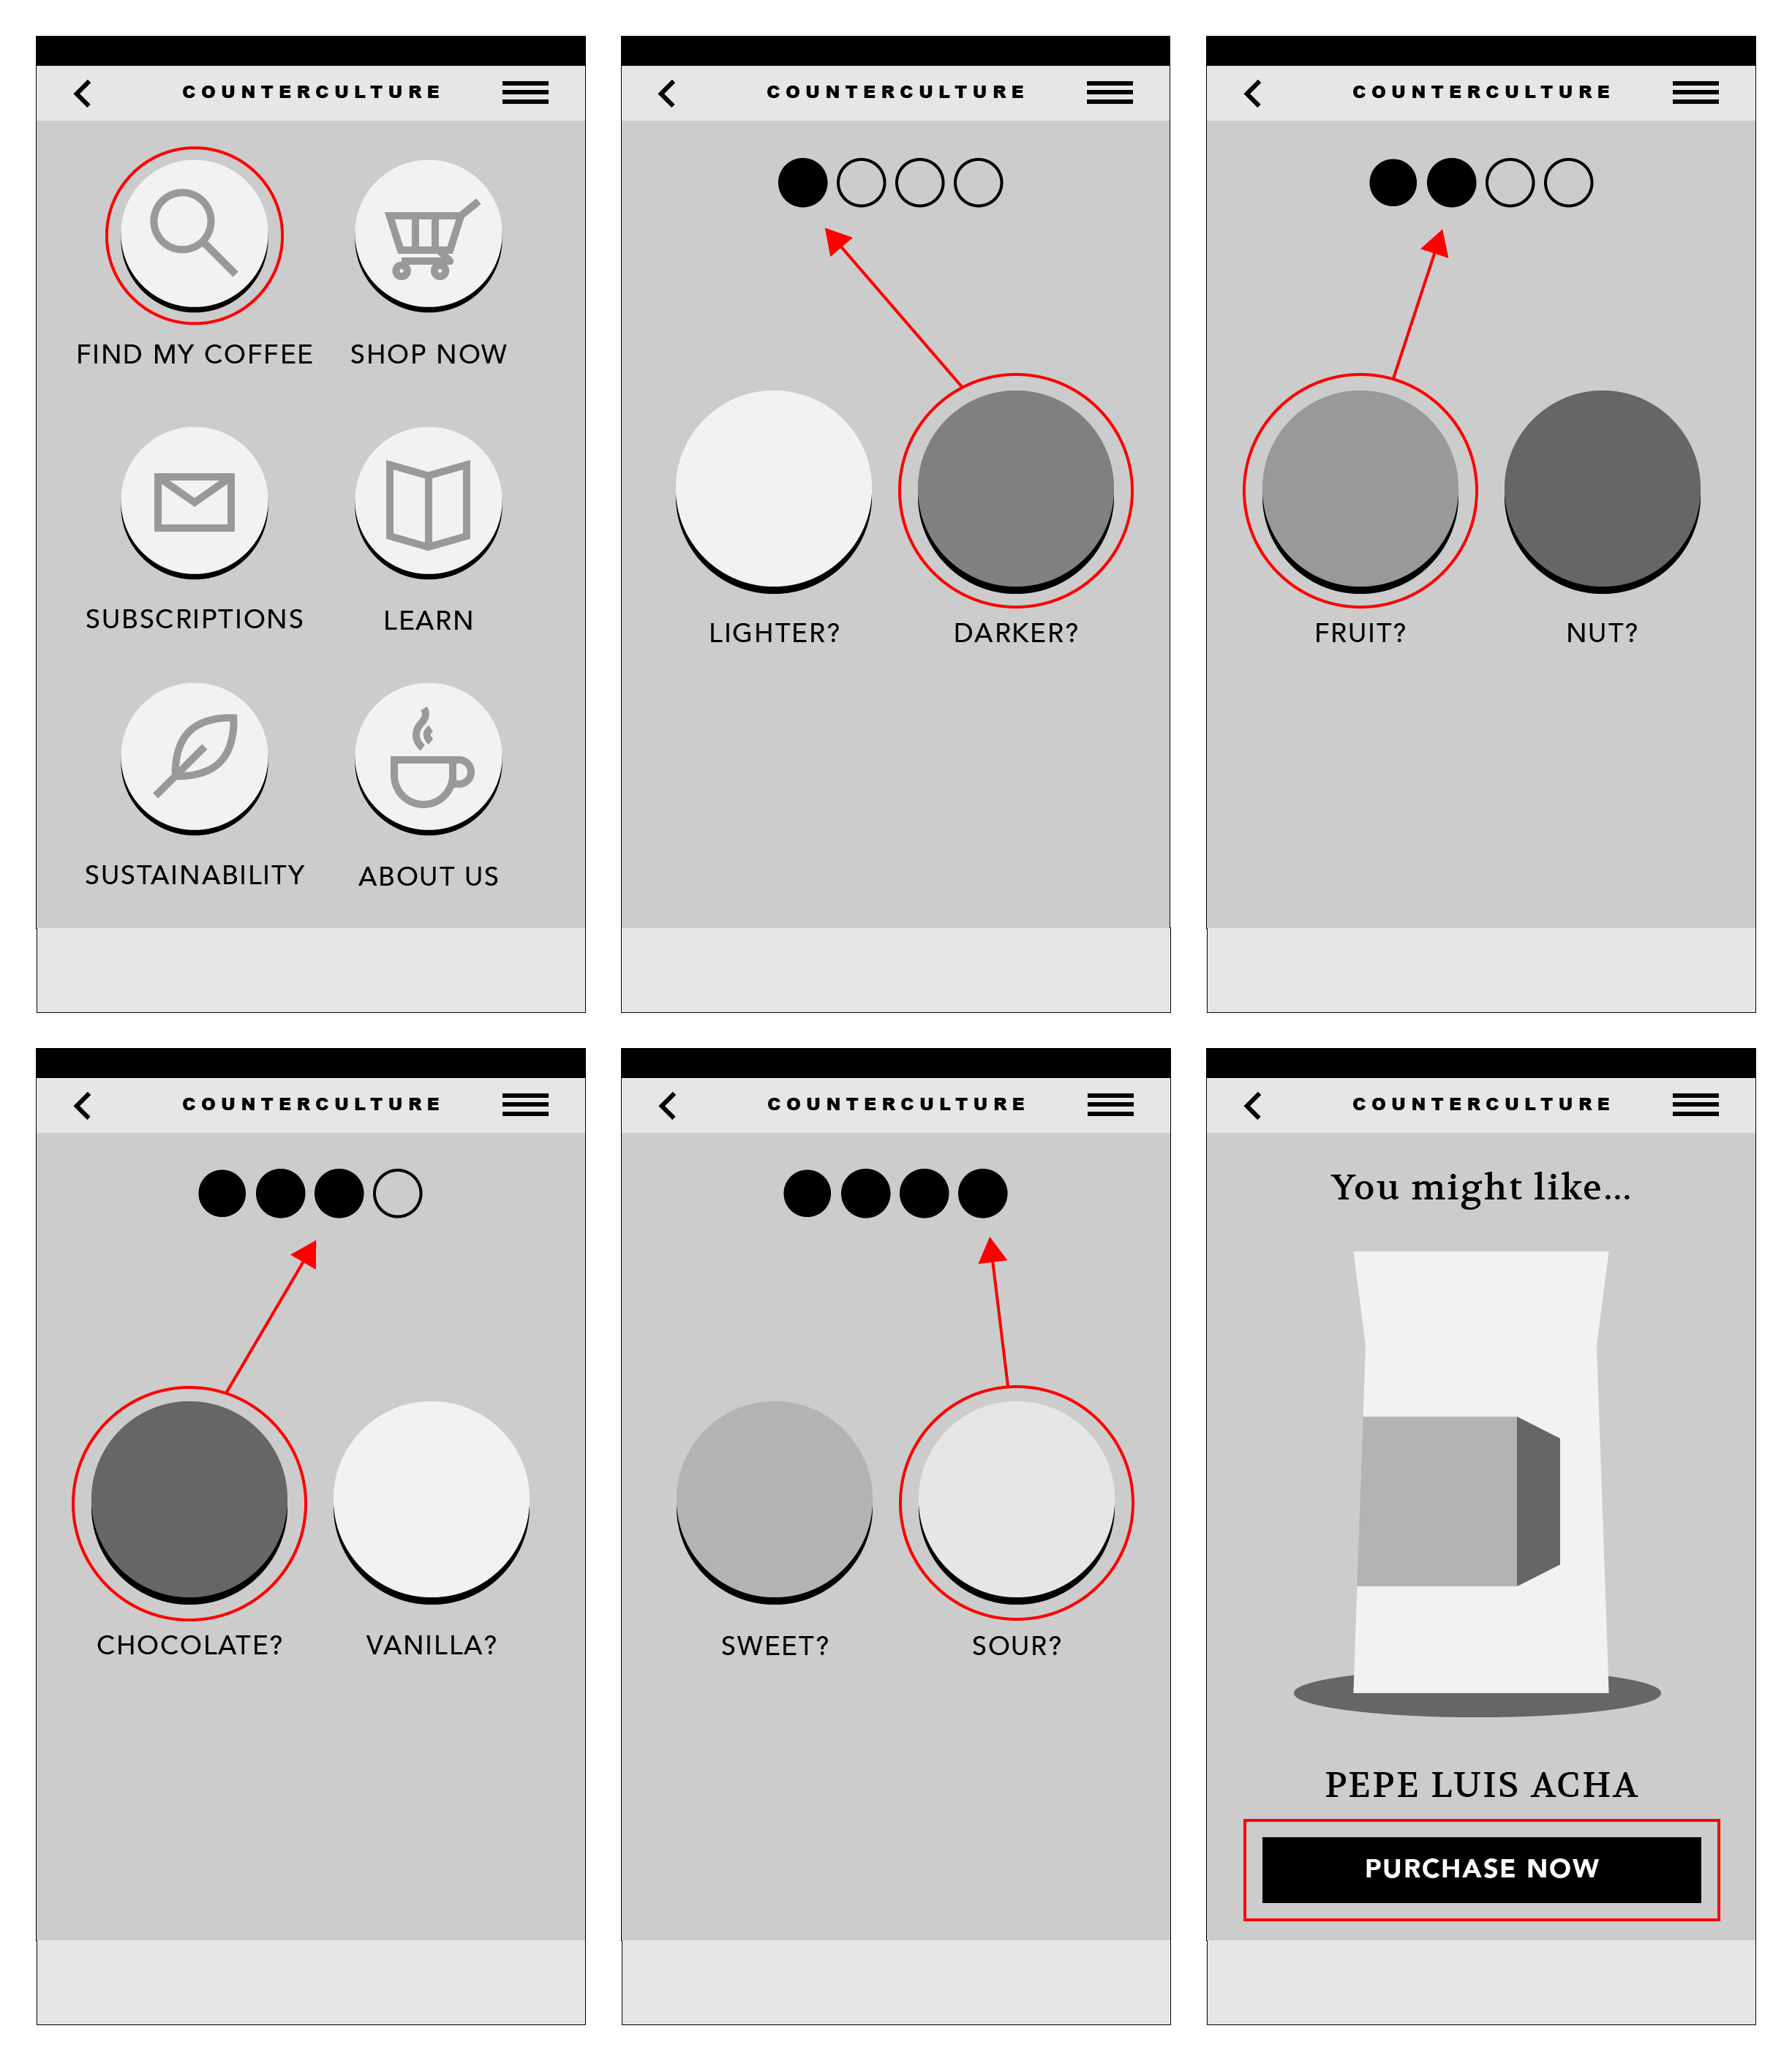 COUNTERCULTURE
FIND MY COFFEE
SHOP NOW
SUBSCRIPTIONS
LEARN
SUSTAINABILITY
ABOUT US
COUNTERCULTURE
LIGHTER?
DARKER?
COUNTERCULTURE
FRUIT?
NUT?
COUNTERCULTURE
CHOCOLATE?
VANILLA?
COUNTERCULTURE
SWEET?
SOUR?
COUNTERCULTURE
You might like...
PEPE LUIS ACHA
PURCHASE NOW